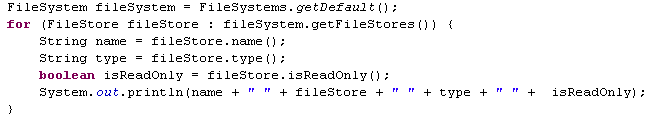 FileSystem fileSystem = FileSystems.getDefault();
for (FileStore fileStore : fileSystem.getFileStores()) {
    String name = fileStore.name();
    String type = fileStore.type();
    boolean isReadOnly = fileStore.isReadOnly();
    System.out.println(name + " " + fileStore + " " + type + " " +  isReadOnly);
}